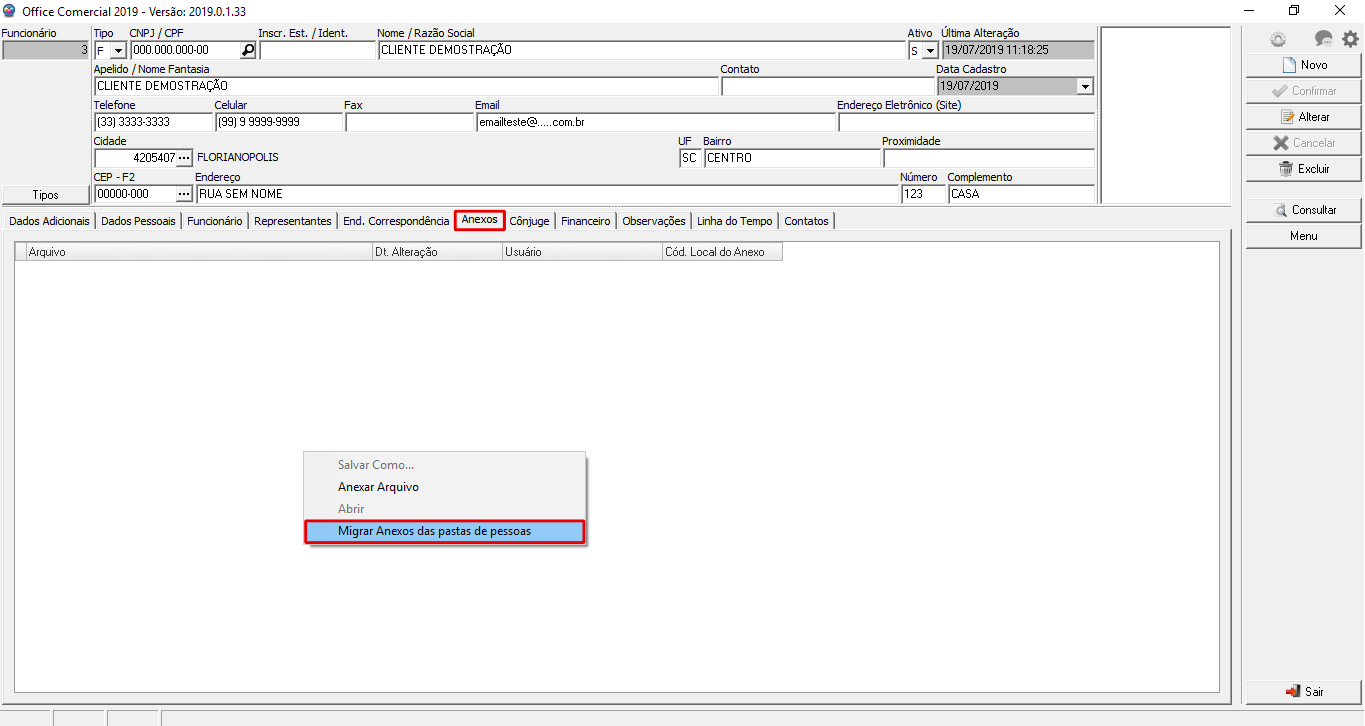 Office Comercial 2019 - Versão: 2019.0.1.33
Funcionário Tipo CNPJ / CPF Inscr. Est. / Ident. Nome / Razão Social Ativo Última Alteração
3 F 000.000.000-00 CLIENTE DEMOSTRAÇÃO S 19/07/2019 11:18:25
Apelido / Nome Fantasia Contato Data Cadastro
CLIENTE DEMOSTRAÇÃO 19/07/2019
Telefone Celular Fax Email Endereço Eletrônico (Site)
(33) 3333-3333 (99) 9 9999-9999 emailteste@.....com.br
Cidade UF Bairro Proximidade
4205407 ... FLORIANOPOLIS SC CENTRO
CEP - F2 Endereço Número Complemento
Tipos 00000-000 ... RUA SEM NOME 123 CASA
Novo
Confirmar
Alterar
Cancelar
Excluir
Consultar
Menu
Dados Adicionais Dados Pessoais Funcionário Representantes End. Correspondência Anexos Cônjuge Financeiro Observações Linha do Tempo Contatos
Arquivo Dt. Alteração Usuário Cód. Local do Anexo
Salvar Como...
Anexar Arquivo
Abrir
Migrar Anexos das pastas de pessoas
Sair